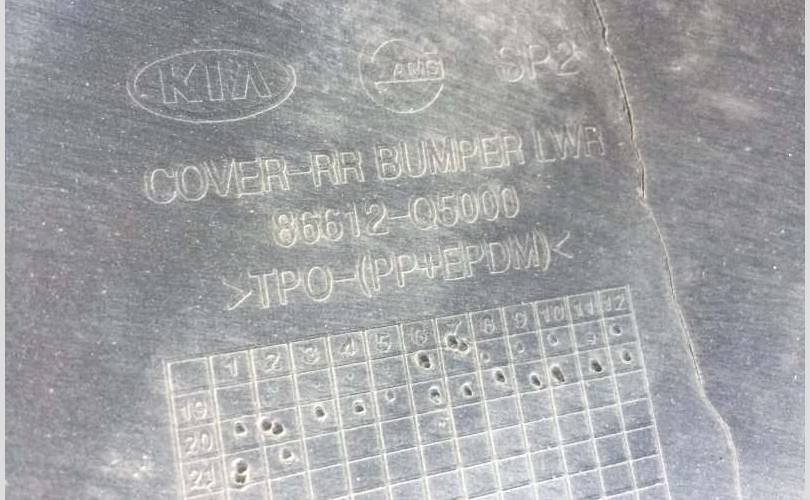 KIA AMS SP2
COVER-RR BUMPER LWR
86612-Q5000
>TPO-(PP+EPDM)<
1 2 3 4 5 6 7 8 9 10 11 12
19
20
21